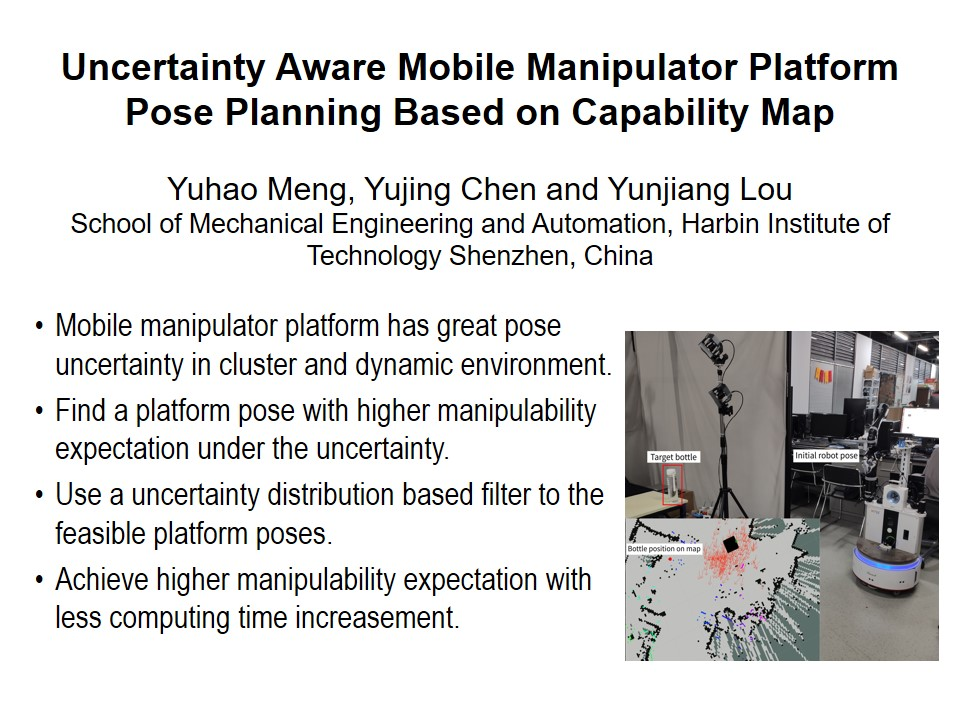 Uncertainty Aware Mobile Manipulator Platform
Pose Planning Based on Capability Map
Yuhao Meng, Yujing Chen and Yunjiang Lou
School of Mechanical Engineering and Automation, Harbin Institute of
Technology Shenzhen, China
• Mobile manipulator platform has great pose
uncertainty in cluster and dynamic environment.
• Find a platform pose with higher manipulability
expectation under the uncertainty.
• Use a uncertainty distribution based filter to the
feasible platform poses.
• Achieve higher manipulability expectation with
less computing time increasement.
Target bottle
Initial robot pose
Bottle position on map